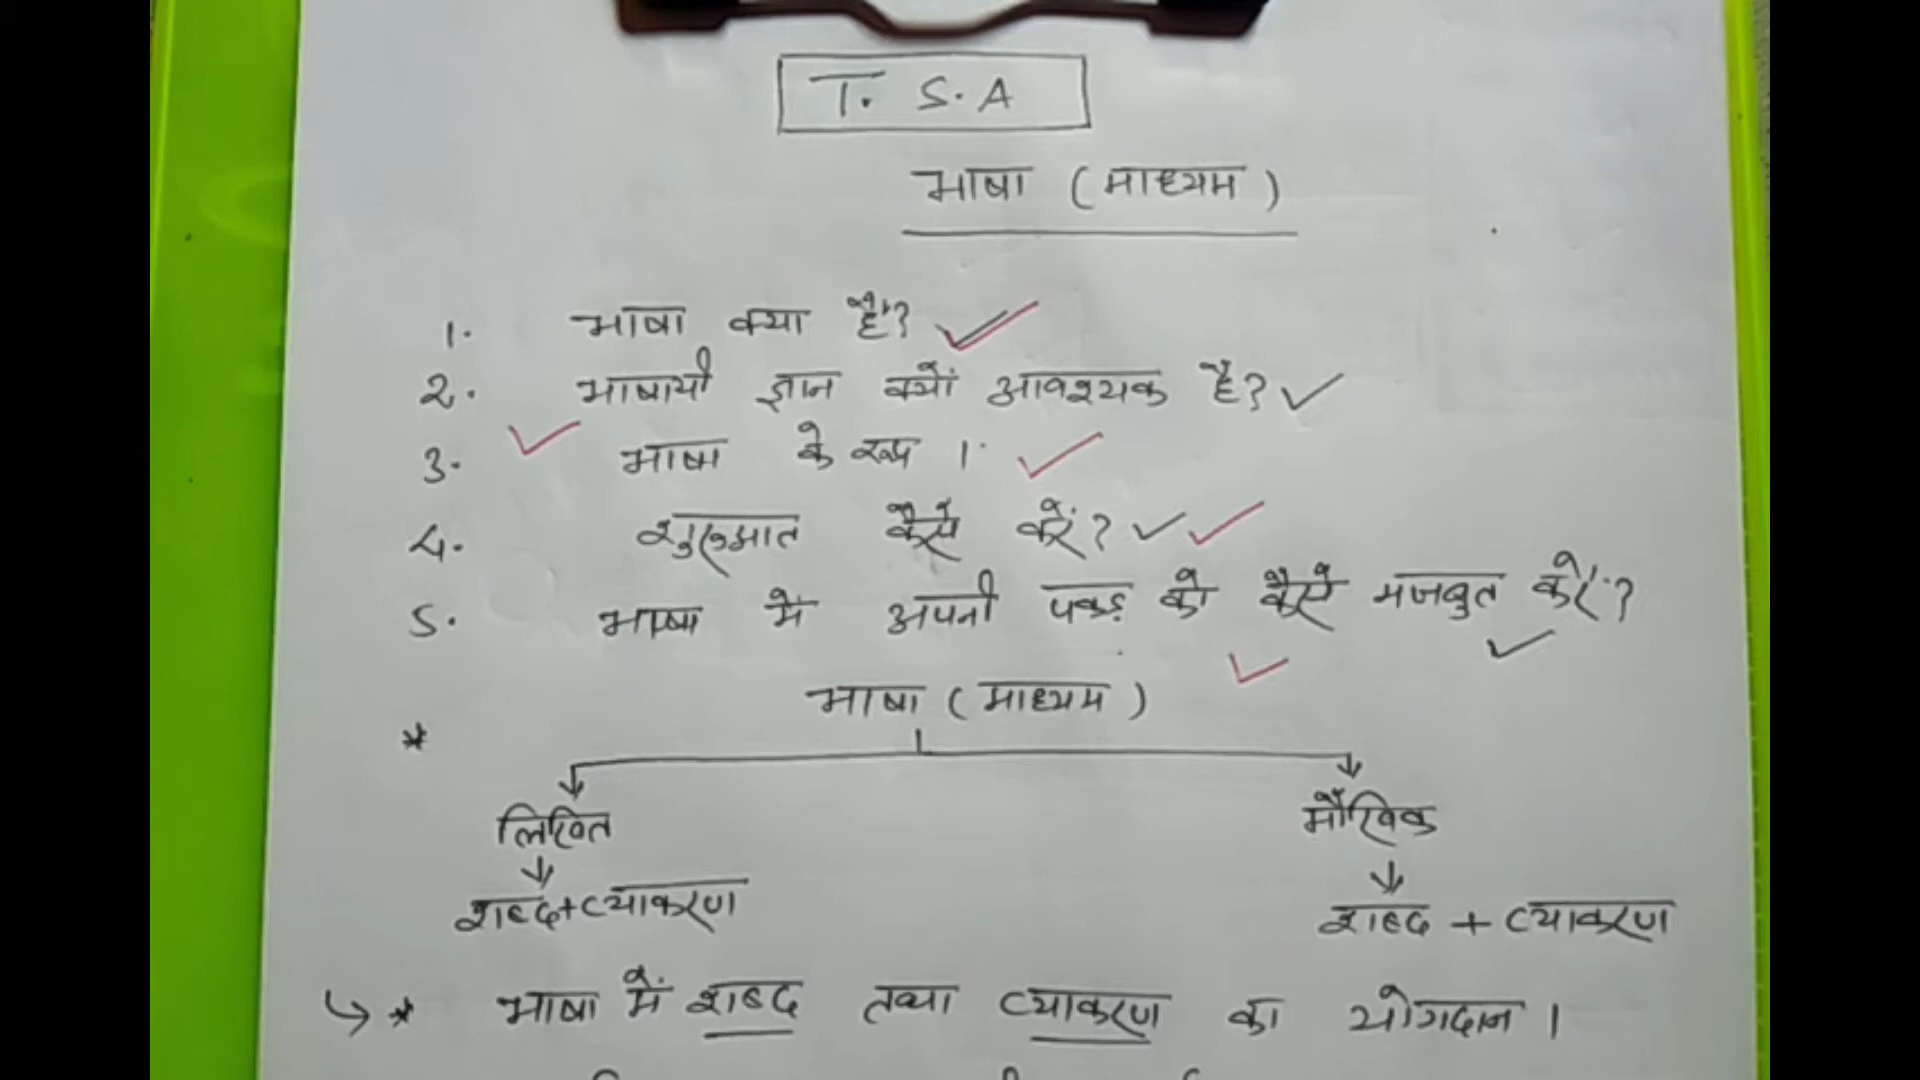 T. S.A
भाषा (माध्यम)
1. भाषा क्या है?
2. भाषायी ज्ञान क्यों आवश्यक है?
3. भाषा के रूप ।
4. शुरुआत कैसे करें?
5. भाषा में अपनी पकड़ को कैसे मजबुत करें?
* भाषा (माध्यम)
लिखित मौखिक
शब्द+व्याकरण शब्द + व्याकरण
↳* भाषा में शब्द तथा व्याकरण का योगदान ।